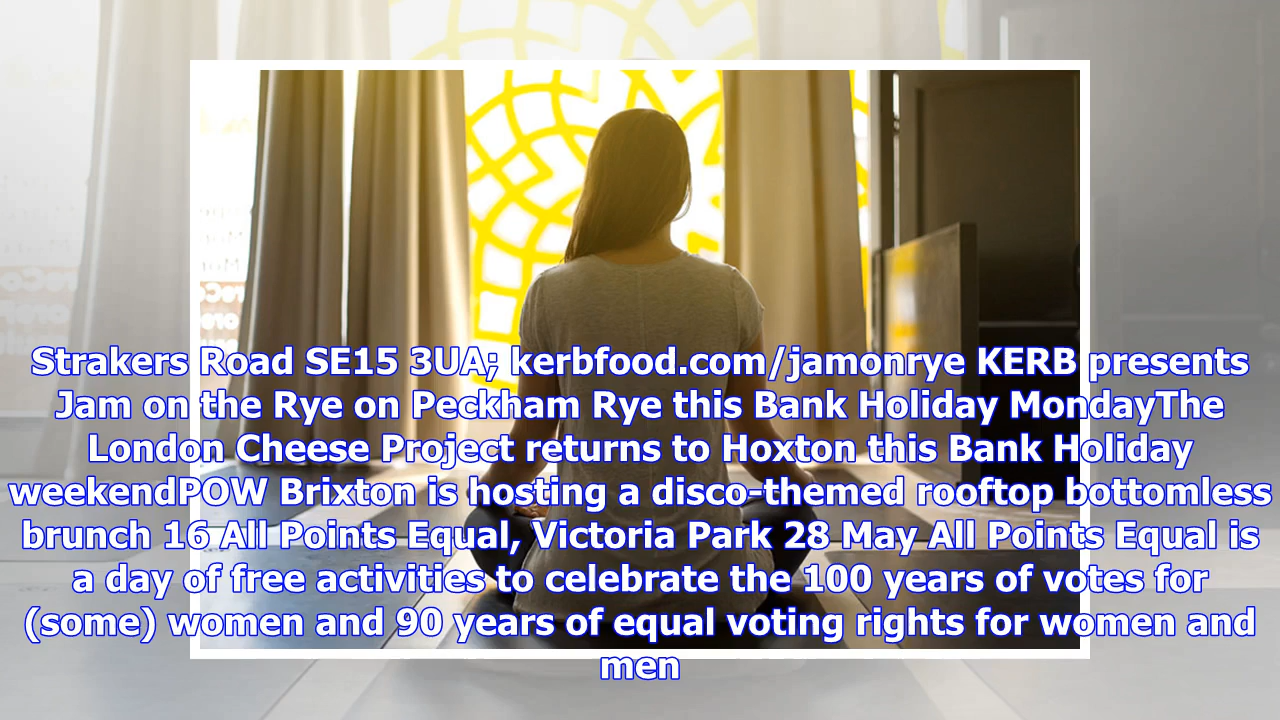 Strakers Road SE15 3UA; kerbfood.com/jamonrye KERB presents
Jam on the Rye on Peckham Rye this Bank Holiday MondayThe
London Cheese Project returns to Hoxton this Bank Holiday
weekendPOW Brixton is hosting a disco-themed rooftop bottomless
brunch 16 All Points Equal, Victoria Park 28 May All Points Equal is
a day of free activities to celebrate the 100 years of votes for
(some) women and 90 years of equal voting rights for women and
men